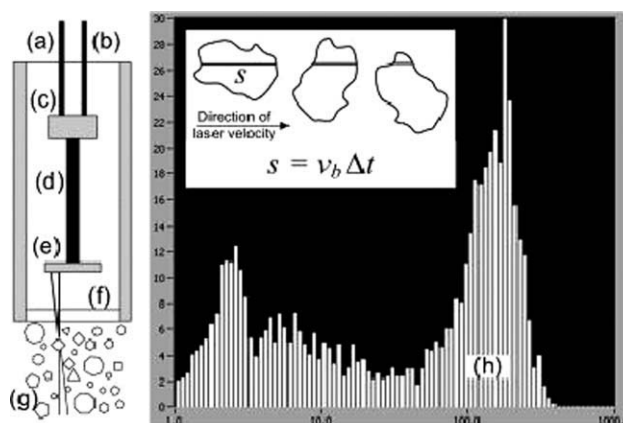 (a)
(b)
(c)
(d)
(e)
(f)
(g)
30
28
26
24
22
20
18
16
14
12
10
8
6
4
2
0
s
Direction of
laser velocity
s = vb Δt
(h)
1.0
10.0
100.0
1000